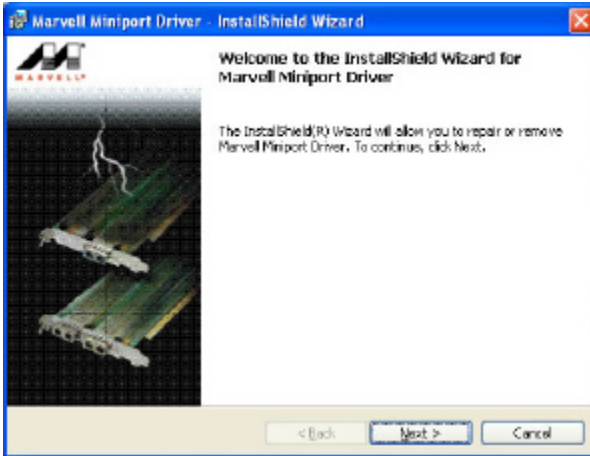 Marvell Miniport Driver - InstallShield Wizard
MARVELL®
Welcome to the InstallShield Wizard for
Marvell Miniport Driver
The InstallShield(R) Wizard will allow you to repair or remove
Marvell Miniport Driver. To continue, click Next.
< Back
Next >
Cancel